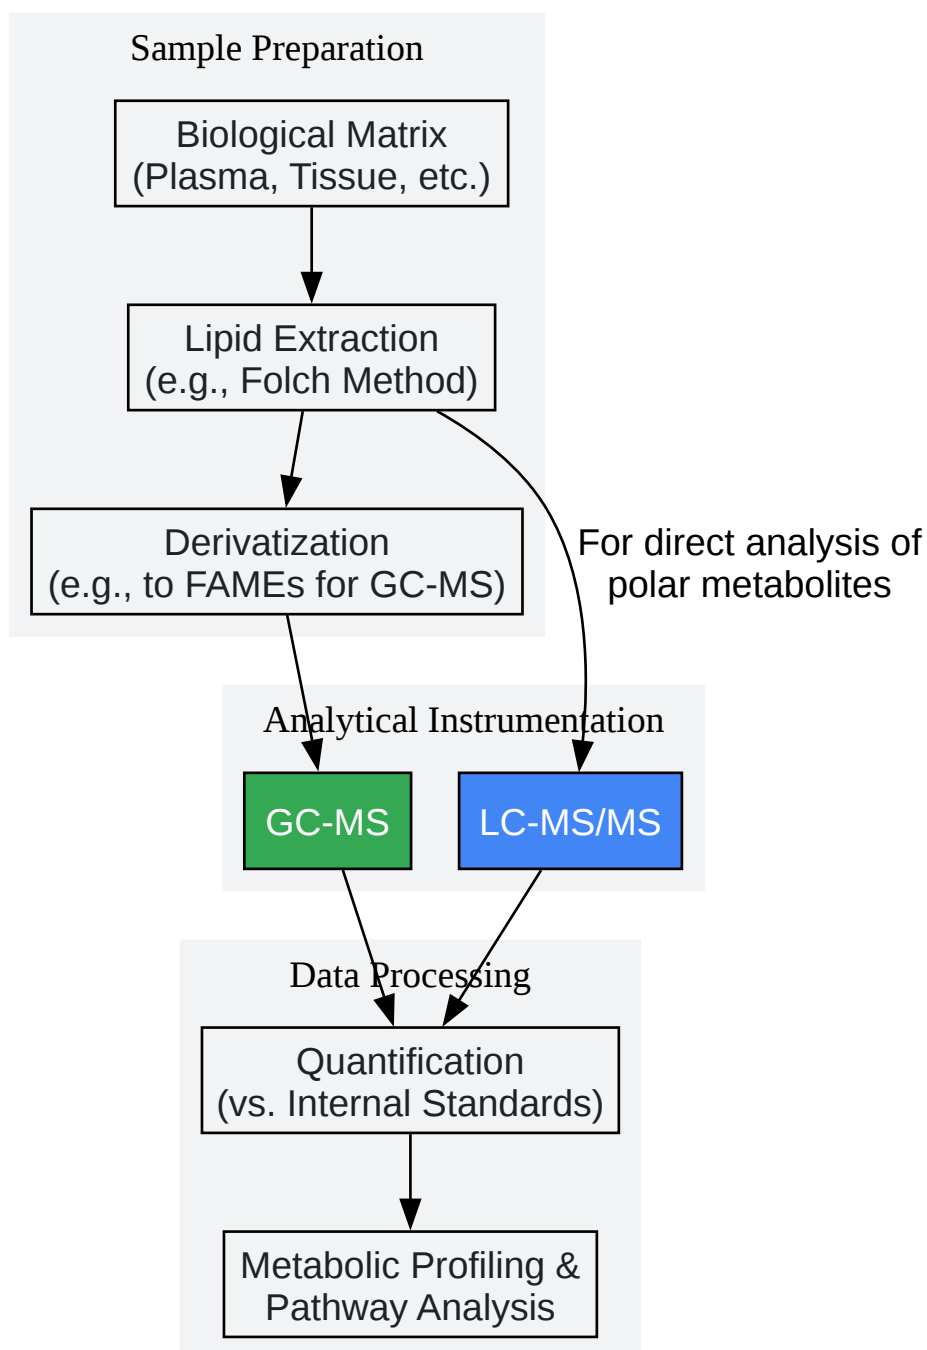 Sample Preparation
Biological Matrix
(Plasma, Tissue, etc.)
Lipid Extraction
(e.g., Folch Method)
Derivatization
(e.g., to FAMEs for GC-MS)
For direct analysis of
polar metabolites
Analytical Instrumentation
GC-MS
LC-MS/MS
Data Processing
Quantification
(vs. Internal Standards)
Metabolic Profiling &
Pathway Analysis